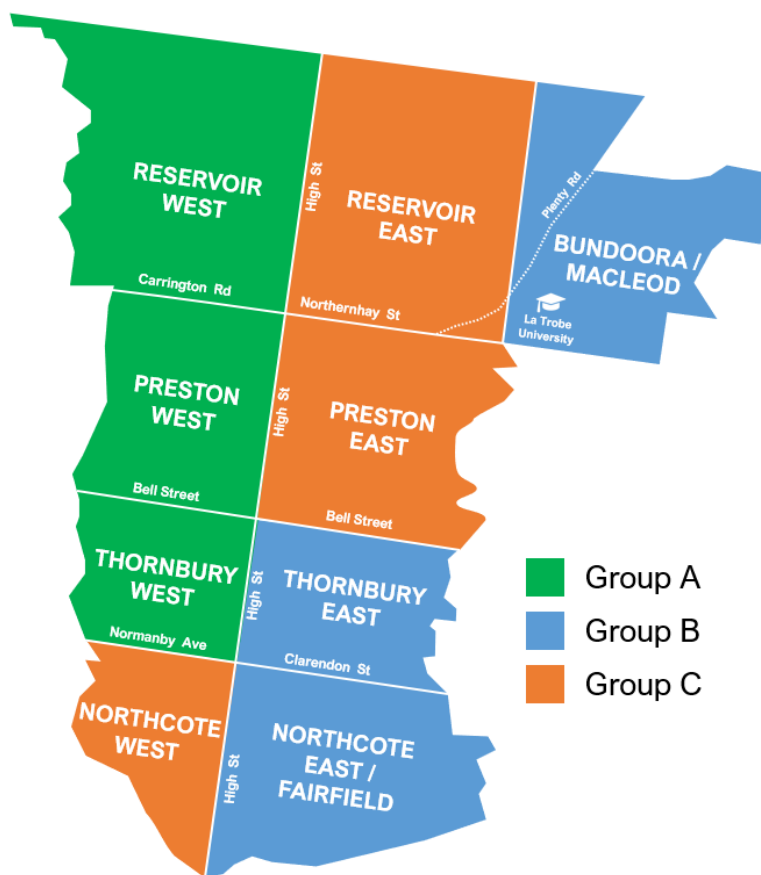 RESERVOIR
WEST
High St
RESERVOIR
EAST
Plenty Rd
BUNDOORA /
MACLEOD
Carrington Rd
Northernhay St
La Trobe
University
PRESTON
WEST
High St
PRESTON
EAST
Bell Street
Bell Street
THORNBURY
WEST
High St
THORNBURY
EAST
Normanby Ave
Clarendon St
NORTHCOTE
WEST
High St
NORTHCOTE
EAST /
FAIRFIELD
Group A
Group B
Group C